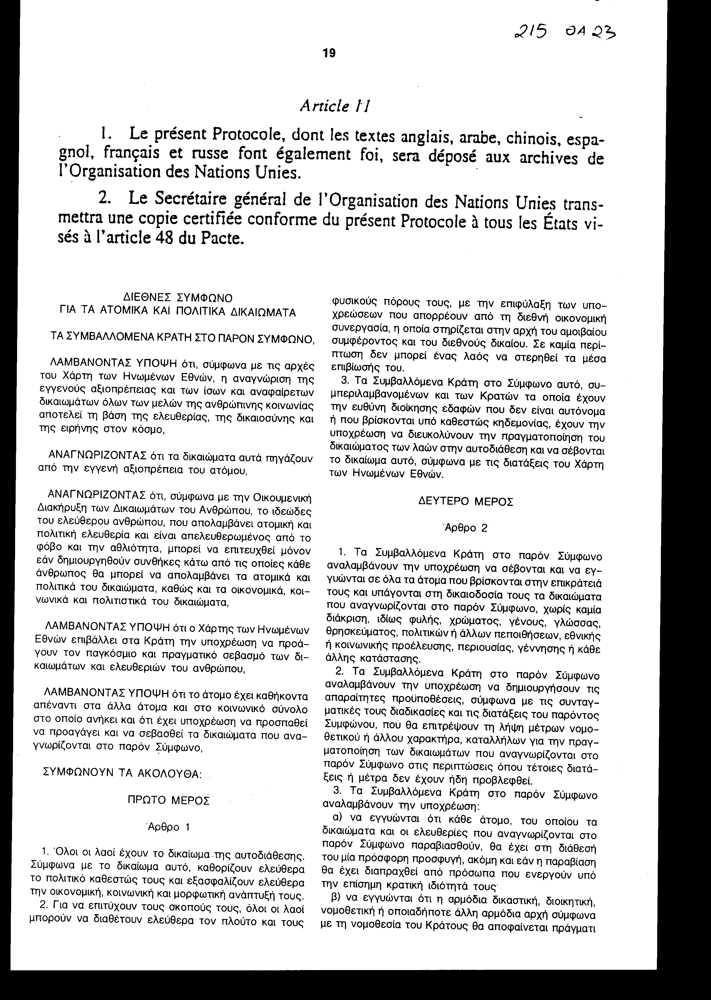 215 ΘΑ 23
19
Article 11
1. Le présent Protocole, dont les textes anglais, arabe, chinois, espa-
gnol, français et russe font également foi, sera déposé aux archives de
l'Organisation des Nations Unies.
2. Le Secrétaire général de l'Organisation des Nations Unies trans-
mettra une copie certifiée conforme du présent Protocole à tous les États vi-
sés à l'article 48 du Pacte.
ΔΙΕΘΝΕΣ ΣΥΜΦΩΝΟ
ΓΙΑ ΤΑ ΑΤΟΜΙΚΑ ΚΑΙ ΠΟΛΙΤΙΚΑ ΔΙΚΑΙΩΜΑΤΑ
ΤΑ ΣΥΜΒΑΛΛΟΜΕΝΑ ΚΡΑΤΗ ΣΤΟ ΠΑΡΟΝ ΣΥΜΦΩΝΟ,
ΛΑΜΒΑΝΟΝΤΑΣ ΥΠΟΨΗ ότι, σύμφωνα με τις αρχές
του Χάρτη των Ηνωμένων Εθνών, η αναγνώριση της
εγγενούς αξιοπρέπειας και των ίσων και αναφαίρετων
δικαιωμάτων όλων των μελών της ανθρώπινης κοινωνίας
αποτελεί τη βάση της ελευθερίας, της δικαιοσύνης και
της ειρήνης στον κόσμο,
ΑΝΑΓΝΩΡΙΖΟΝΤΑΣ ότι τα δικαιώματα αυτά πηγάζουν
από την εγγενή αξιοπρέπεια του ατόμου,
ΑΝΑΓΝΩΡΙΖΟΝΤΑΣ ότι, σύμφωνα με την Οικουμενική
Διακήρυξη των Δικαιωμάτων του Ανθρώπου, το ιδεώδες
του ελεύθερου ανθρώπου, που απολαμβάνει ατομική και
πολιτική ελευθερία και είναι απελευθερωμένος από το
φόβο και την αθλιότητα, μπορεί να επιτευχθεί μόνον
εάν δημιουργηθούν συνθήκες κάτω από τις οποίες κάθε
άνθρωπος θα μπορεί να απολαμβάνει τα ατομικά και
πολιτικά του δικαιώματα, καθώς και τα οικονομικά, κοι-
νωνικά και πολιτιστικά του δικαιώματα,
ΛΑΜΒΑΝΟΝΤΑΣ ΥΠΟΨΗ ότι ο Χάρτης των Ηνωμένων
Εθνών επιβάλλει στα Κράτη την υποχρέωση να προά-
γουν τον παγκόσμιο και πραγματικό σεβασμό των δι-
καιωμάτων και ελευθεριών του ανθρώπου,
ΛΑΜΒΑΝΟΝΤΑΣ ΥΠΟΨΗ ότι το άτομο έχει καθήκοντα
απέναντι στα άλλα άτομα και στο κοινωνικό σύνολο
στο οποίο ανήκει και ότι έχει υποχρέωση να προσπαθεί
να προαγάγει και να σεβασθεί τα δικαιώματα που ανα-
γνωρίζονται στο παρόν Σύμφωνο,
ΣΥΜΦΩΝΟΥΝ ΤΑ ΑΚΟΛΟΥΘΑ:
ΠΡΩΤΟ ΜΕΡΟΣ
Άρθρο 1
1. Όλοι οι λαοί έχουν το δικαίωμα της αυτοδιάθεσης.
Σύμφωνα με το δικαίωμα αυτό, καθορίζουν ελεύθερα
το πολιτικό καθεστώς τους και εξασφαλίζουν ελεύθερα
την οικονομική, κοινωνική και μορφωτική ανάπτυξή τους.
2. Για να επιτύχουν τους σκοπούς τους, όλοι οι λαοί
μπορούν να διαθέτουν ελεύθερα τον πλούτο και τους
φυσικούς πόρους τους, με την επιφύλαξη των υπο-
χρεώσεων που απορρέουν από τη διεθνή οικονομική
συνεργασία, η οποία στηρίζεται στην αρχή του αμοιβαίου
συμφέροντος και του διεθνούς δικαίου. Σε καμία περί-
πτωση δεν μπορεί ένας λαός να στερηθεί τα μέσα
επιβίωσής του.
3. Τα Συμβαλλόμενα Κράτη στο Σύμφωνο αυτό, συ-
μπεριλαμβανομένων και των Κρατών τα οποία έχουν
την ευθύνη διοίκησης εδαφών που δεν είναι αυτόνομα
ή που βρίσκονται υπό καθεστώς κηδεμονίας, έχουν την
υποχρέωση να διευκολύνουν την πραγματοποίηση του
δικαιώματος των λαών στην αυτοδιάθεση και να σέβονται
το δικαίωμα αυτό, σύμφωνα με τις διατάξεις του Χάρτη
των Ηνωμένων Εθνών.
ΔΕΥΤΕΡΟ ΜΕΡΟΣ
Άρθρο 2
1. Τα Συμβαλλόμενα Κράτη στο παρόν Σύμφωνο
αναλαμβάνουν την υποχρέωση να σέβονται και να εγ-
γυώνται σε όλα τα άτομα που βρίσκονται στην επικράτειά
τους και υπάγονται στη δικαιοδοσία τους τα δικαιώματα
που αναγνωρίζονται στο παρόν Σύμφωνο, χωρίς καμία
διάκριση, ιδίως φυλής, χρώματος, γένους, γλώσσας,
θρησκεύματος, πολιτικών ή άλλων πεποιθήσεων, εθνικής
ή κοινωνικής προέλευσης, περιουσίας, γέννησης ή κάθε
άλλης κατάστασης.
2. Τα Συμβαλλόμενα Κράτη στο παρόν Σύμφωνο
αναλαμβάνουν την υποχρέωση να δημιουργήσουν τις
απαραίτητες προϋποθέσεις, σύμφωνα με τις συνταγ-
ματικές τους διαδικασίες και τις διατάξεις του παρόντος
Συμφώνου, που θα επιτρέψουν τη λήψη μέτρων νομο-
θετικού ή άλλου χαρακτήρα, καταλλήλων για την πραγ-
ματοποίηση των δικαιωμάτων που αναγνωρίζονται στο
παρόν Σύμφωνο στις περιπτώσεις όπου τέτοιες διατά-
ξεις ή μέτρα δεν έχουν ήδη προβλεφθεί.
3. Τα Συμβαλλόμενα Κράτη στο παρόν Σύμφωνο
αναλαμβάνουν την υποχρέωση:
α) να εγγυώνται ότι κάθε άτομο, του οποίου τα
δικαιώματα και οι ελευθερίες που αναγνωρίζονται στο
παρόν Σύμφωνο παραβιασθούν, θα έχει στη διάθεσή
του μία πρόσφορη προσφυγή, ακόμη και εάν η παραβίαση
θα έχει διαπραχθεί από πρόσωπα που ενεργούν υπό
την επίσημη κρατική ιδιότητά τους·
β) να εγγυώνται ότι η αρμόδια δικαστική, διοικητική,
νομοθετική ή οποιαδήποτε άλλη αρμόδια αρχή σύμφωνα
με τη νομοθεσία του Κράτους θα αποφαίνεται πράγματι